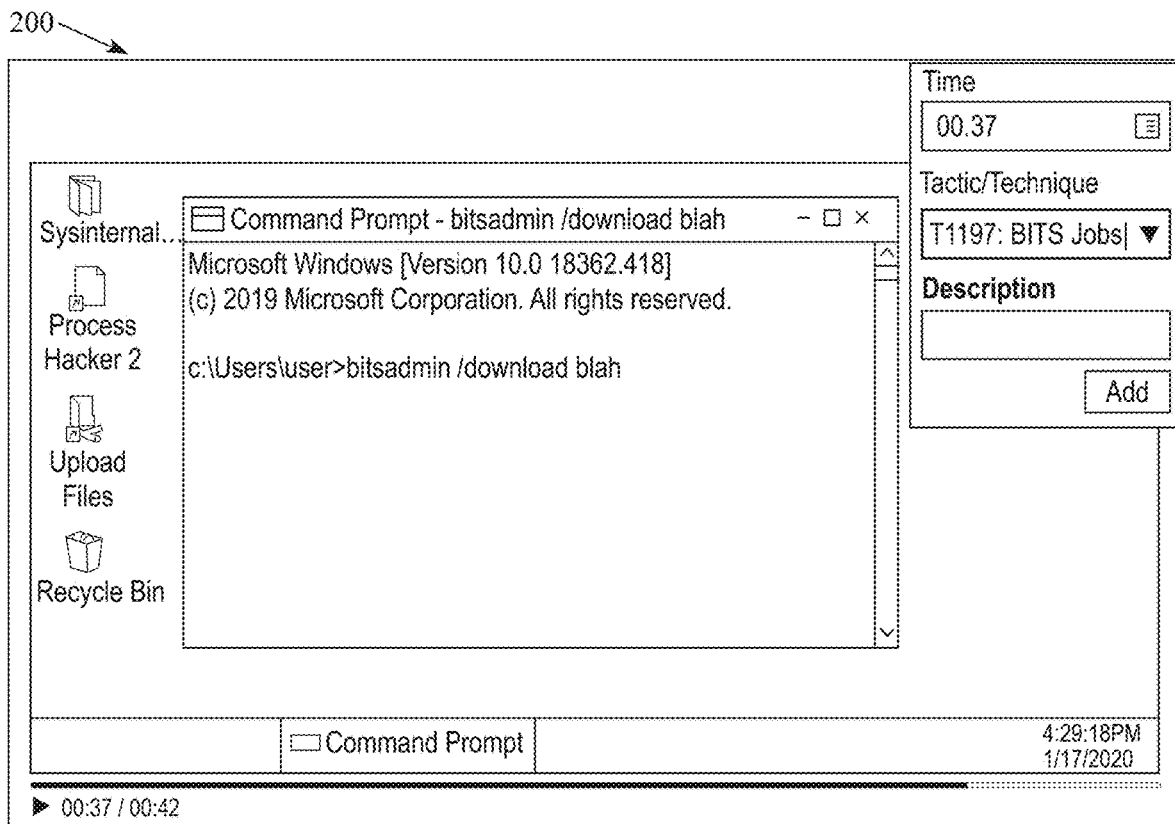 200
Time
00.37
Tactic/Technique
T1197: BITS Jobs
Description
Add
Sysinternal...
Process
Hacker 2
Upload
Files
Recycle Bin
Command Prompt - bitsadmin /download blah
Microsoft Windows [Version 10.0 18362.418]
(c) 2019 Microsoft Corporation. All rights reserved.
c:\Users\user>bitsadmin /download blah
Command Prompt
4:29:18PM
1/17/2020
00:37 / 00:42